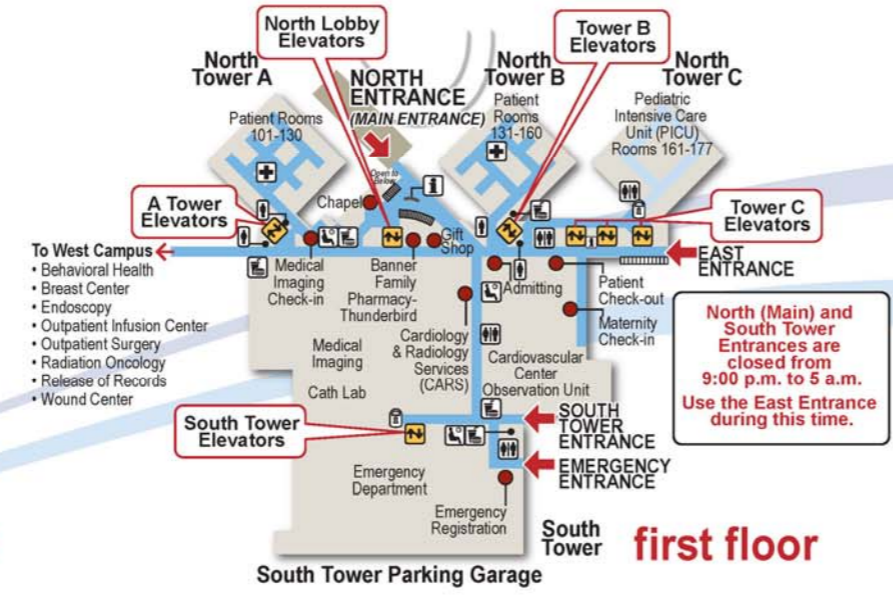 North Lobby
Elevators
Tower B
Elevators
North
Tower A
NORTH
ENTRANCE
(MAIN ENTRANCE)
North
Tower B
North
Tower C
Patient Rooms
101-130
Patient
Rooms
131-160
Pediatric
Intensive Care
Unit (PICU)
Rooms 161-177
Open to
Below
Chapel
A Tower
Elevators
Tower C
Elevators
Gift
Shop
To West Campus
• Behavioral Health
• Breast Center
• Endoscopy
• Outpatient Infusion Center
• Outpatient Surgery
• Radiation Oncology
• Release of Records
• Wound Center
Medical
Imaging
Check-in
Banner
Family
Pharmacy-
Thunderbird
Admitting
Patient
Check-out
EAST
ENTRANCE
Maternity
Check-in
Medical
Imaging
Cath Lab
Cardiology
& Radiology
Services
(CARS)
Cardiovascular
Center
Observation Unit
North (Main) and
South Tower
Entrances are
closed from
9:00 p.m. to 5 a.m.
Use the East Entrance
during this time.
South Tower
Elevators
SOUTH
TOWER
ENTRANCE
EMERGENCY
ENTRANCE
Emergency
Department
Emergency
Registration
South
Tower
first floor
South Tower Parking Garage